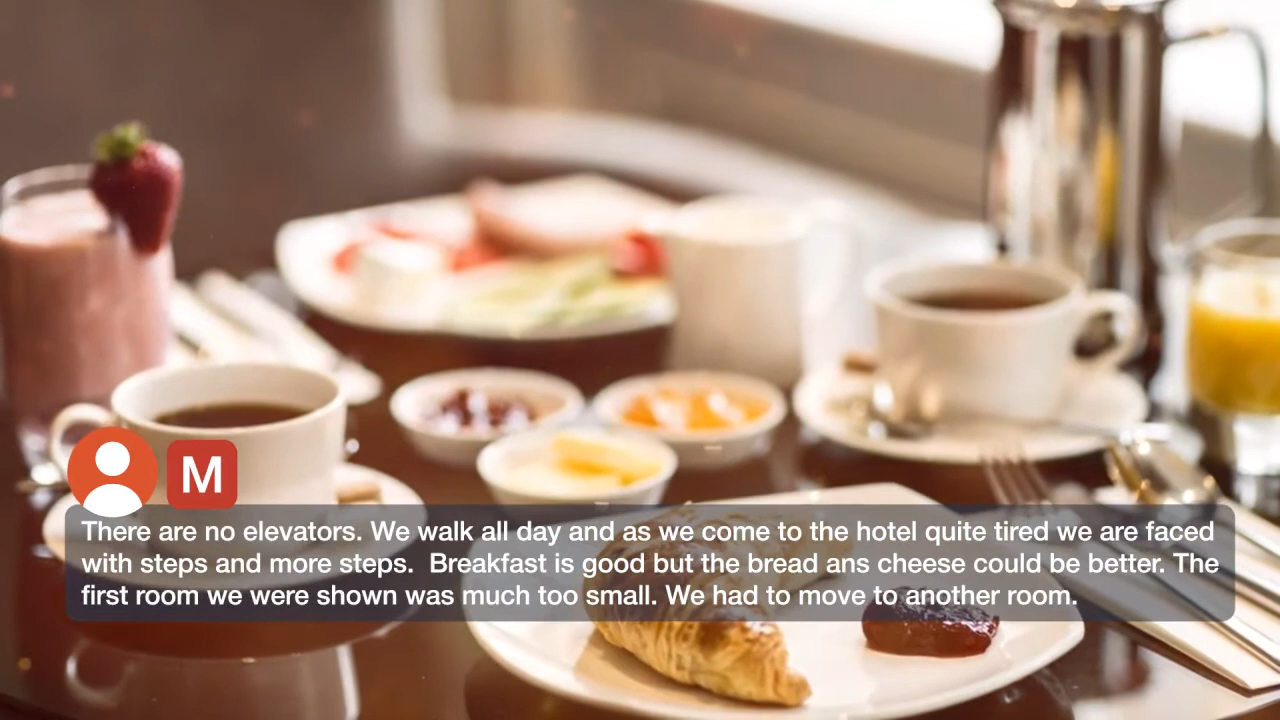 M
There are no elevators. We walk all day and as we come to the hotel quite tired we are faced
with steps and more steps.  Breakfast is good but the bread ans cheese could be better. The
first room we were shown was much too small. We had to move to another room.